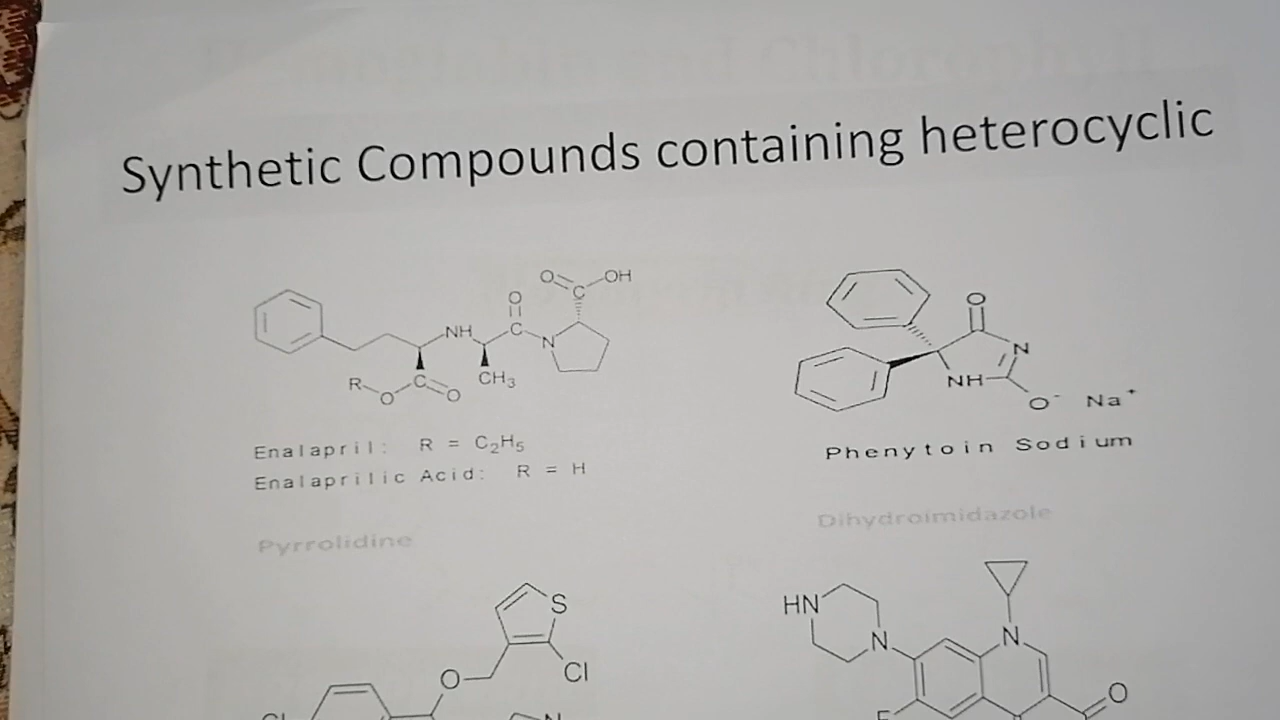 Synthetic Compounds containing heterocyclic
O
C
OH
O
C
NH
N
R
O
C
O
CH₃
Enalapril: R = C₂H₅
Enalaprilic Acid: R = H
Pyrrolidine
O
N
NH
O⁻ Na⁺
Phenytoin Sodium
Dihydroimidazole
S
O
Cl
Cl
N
HN
N
N
F
O